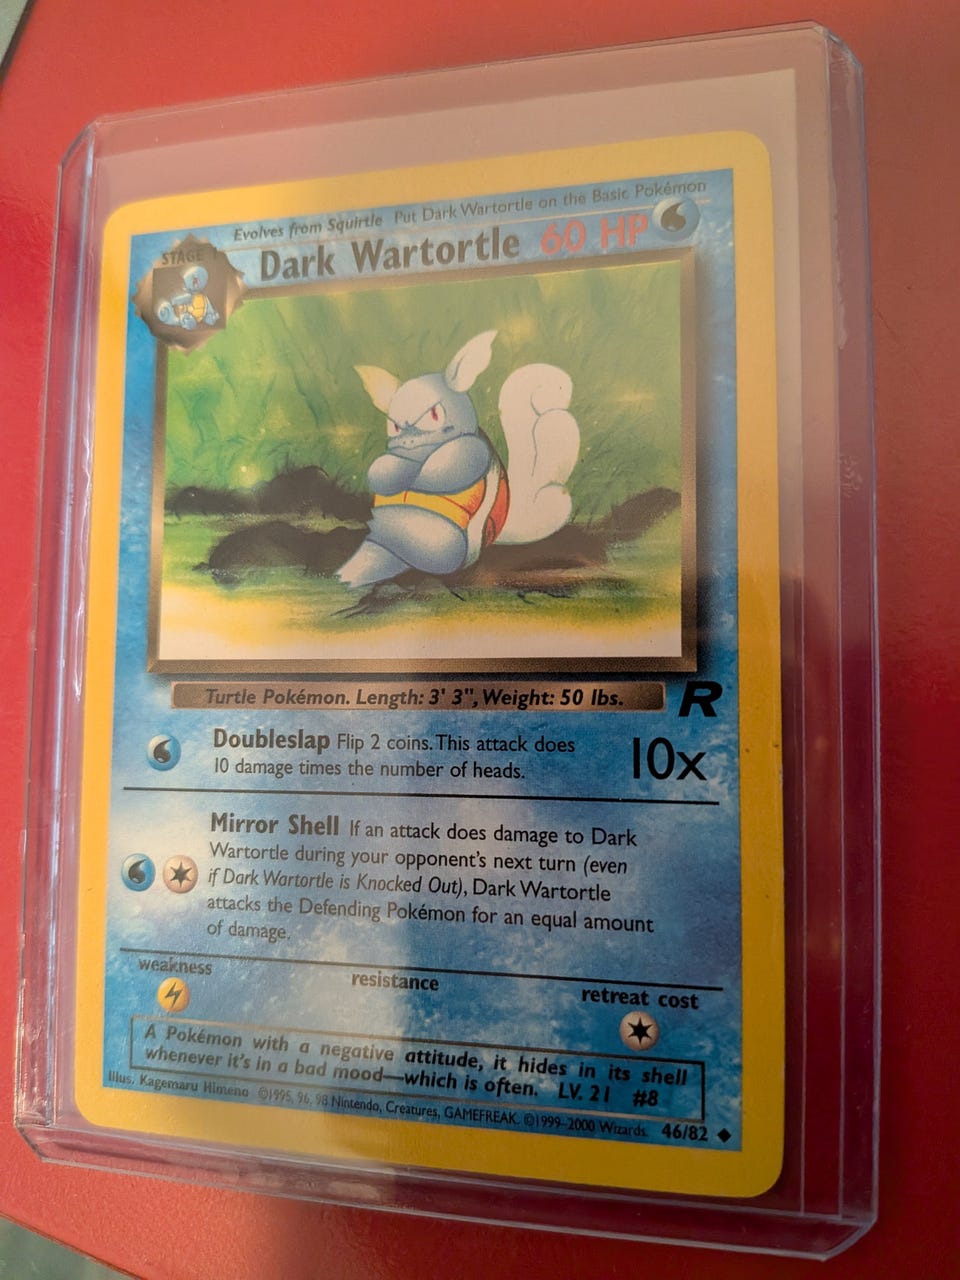 Evolves from Squirtle Put Dark Wartortle on the Basic Pokémon
STAGE 1
Dark Wartortle 60 HP
Turtle Pokémon. Length: 3' 3", Weight: 50 lbs.
R
Doubleslap Flip 2 coins. This attack does
10 damage times the number of heads.
10x
Mirror Shell If an attack does damage to Dark
Wartortle during your opponent's next turn (even
if Dark Wartortle is Knocked Out), Dark Wartortle
attacks the Defending Pokémon for an equal amount
of damage.
weakness
resistance
retreat cost
A Pokémon with a negative attitude, it hides in its shell
whenever it's in a bad mood—which is often. LV. 21 #8
Illus. Kagemaru Himeno ©1995, 96, 98 Nintendo, Creatures, GAMEFREAK. ©1999-2000 Wizards. 46/82